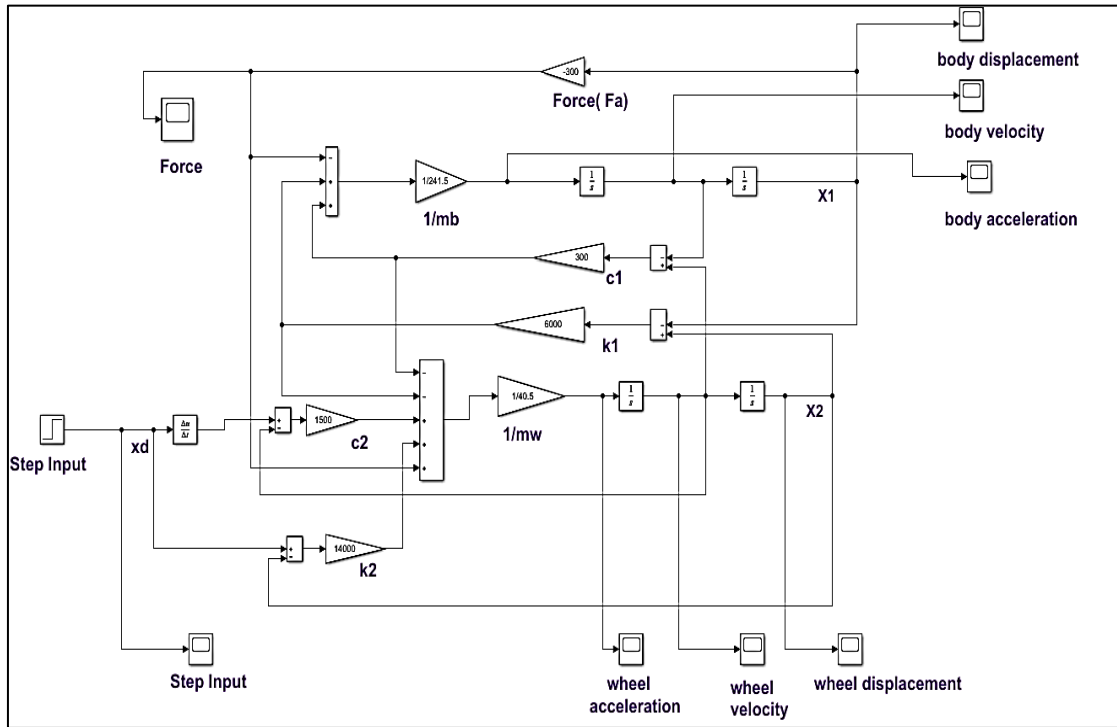 body displacement
-300
Force( Fa)
body velocity
Force
1/241.5
1/mb
1
s
1
s
X1
body acceleration
300
c1
6000
k1
1/40.5
1/mw
1
s
1
s
X2
1500
c2
Δu
Δt
xd
Step Input
14000
k2
Step Input
wheel
acceleration
wheel
velocity
wheel displacement